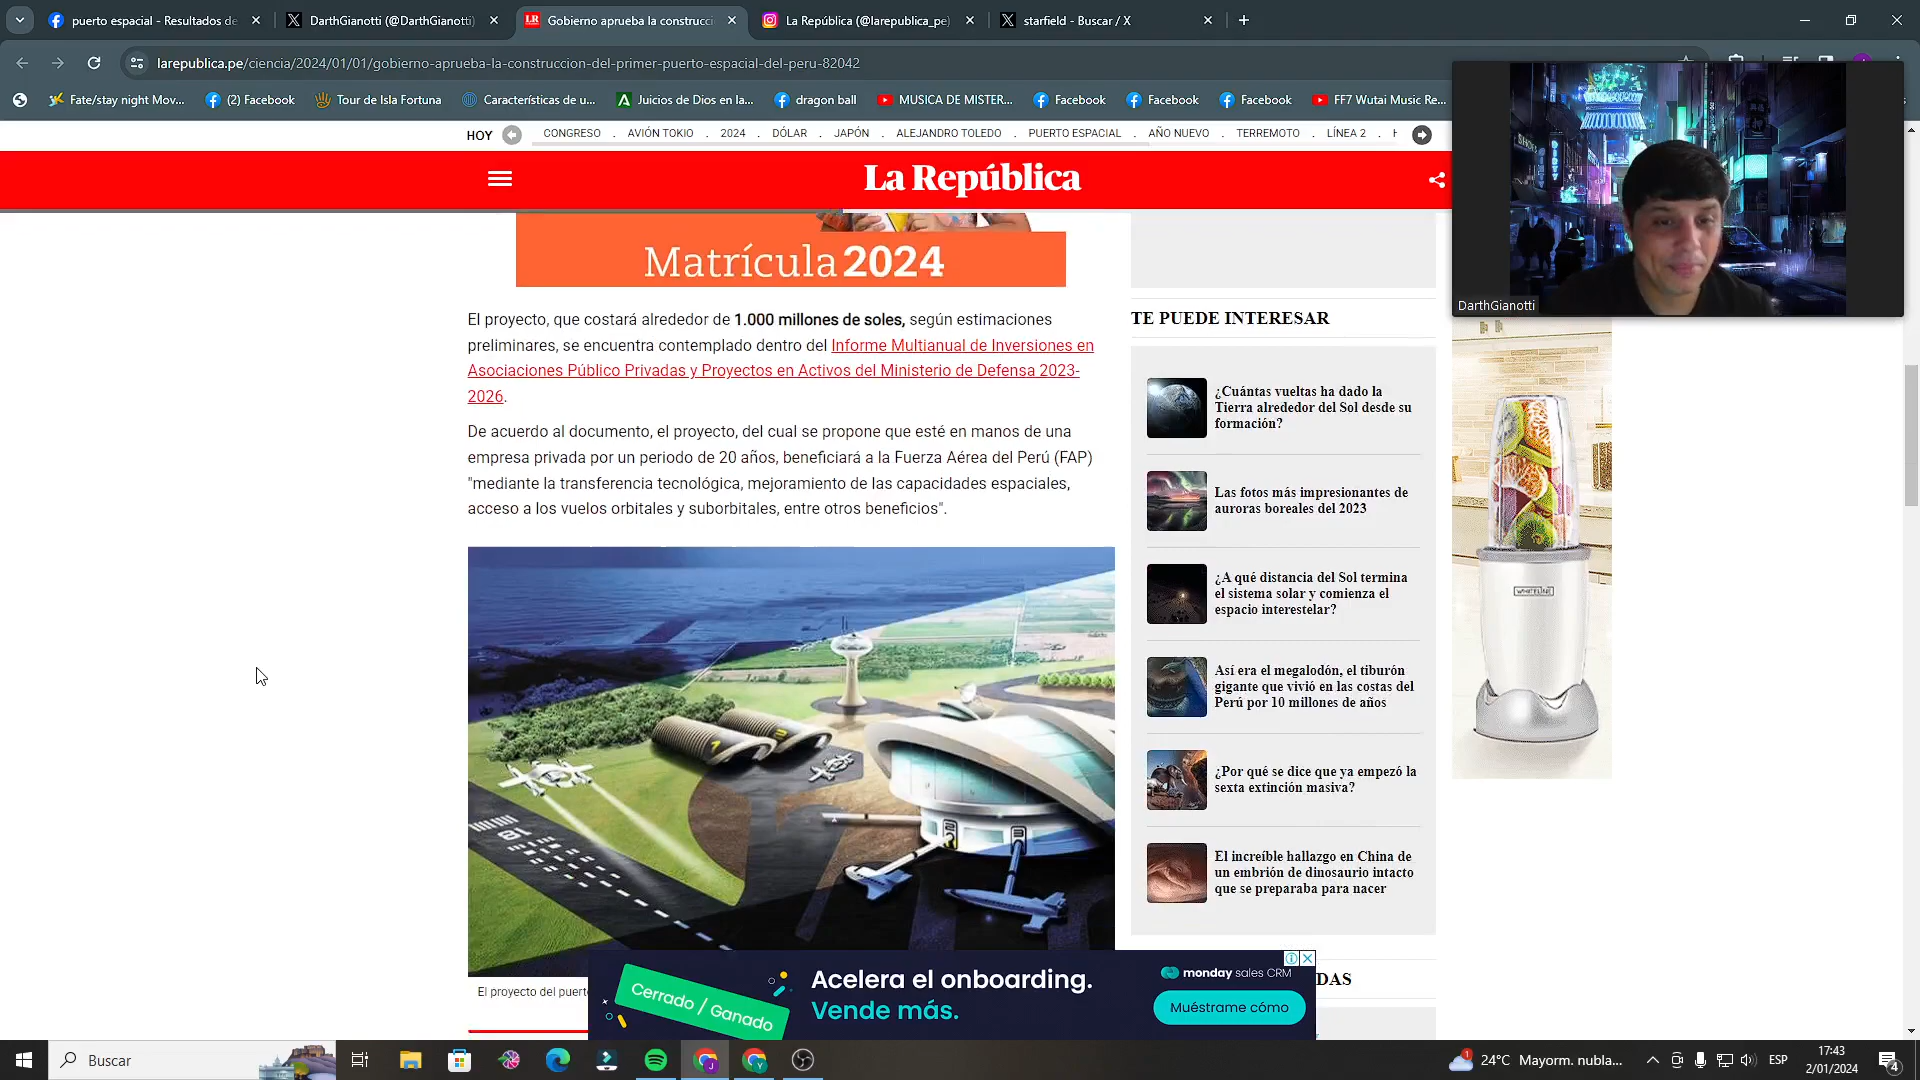 puerto espacial - Resultados de
DarthGianotti (@DarthGianotti)
LR
Gobierno aprueba la construcci
La República (@larepublica_pe)
starfield - Buscar / X
larepublica.pe/ciencia/2024/01/01/gobierno-aprueba-la-construccion-del-primer-puerto-espacial-del-peru-82042
Fate/stay night Mov...
(2) Facebook
Tour de Isla Fortuna
Características de u...
Juicios de Dios en la...
dragon ball
MUSICA DE MISTER...
Facebook
Facebook
Facebook
FF7 Wutai Music Re...
HOY
CONGRESO . AVIÓN TOKIO . 2024 . DÓLAR . JAPÓN . ALEJANDRO TOLEDO . PUERTO ESPACIAL . AÑO NUEVO . TERREMOTO . LÍNEA 2 .
La República
DarthGianotti
Matrícula 2024
El proyecto, que costará alrededor de 1.000 millones de soles, según estimaciones
preliminares, se encuentra contemplado dentro del Informe Multianual de Inversiones en
Asociaciones Público Privadas y Proyectos en Activos del Ministerio de Defensa 2023-
2026.
De acuerdo al documento, el proyecto, del cual se propone que esté en manos de una
empresa privada por un periodo de 20 años, beneficiará a la Fuerza Aérea del Perú (FAP)
"mediante la transferencia tecnológica, mejoramiento de las capacidades espaciales,
acceso a los vuelos orbitales y suborbitales, entre otros beneficios".
El proyecto del puert
TE PUEDE INTERESAR
¿Cuántas vueltas ha dado la
Tierra alrededor del Sol desde su
formación?
Las fotos más impresionantes de
auroras boreales del 2023
¿A qué distancia del Sol termina
el sistema solar y comienza el
espacio interestelar?
Así era el megalodón, el tiburón
gigante que vivió en las costas del
Perú por 10 millones de años
¿Por qué se dice que ya empezó la
sexta extinción masiva?
El increíble hallazgo en China de
un embrión de dinosaurio intacto
que se preparaba para nacer
DAS
WHITELINE
Cerrado / Ganado
Acelera el onboarding.
Vende más.
monday sales CRM
Muéstrame cómo
Buscar
24°C Mayorm. nubla...
ESP
17:43
2/01/2024
4